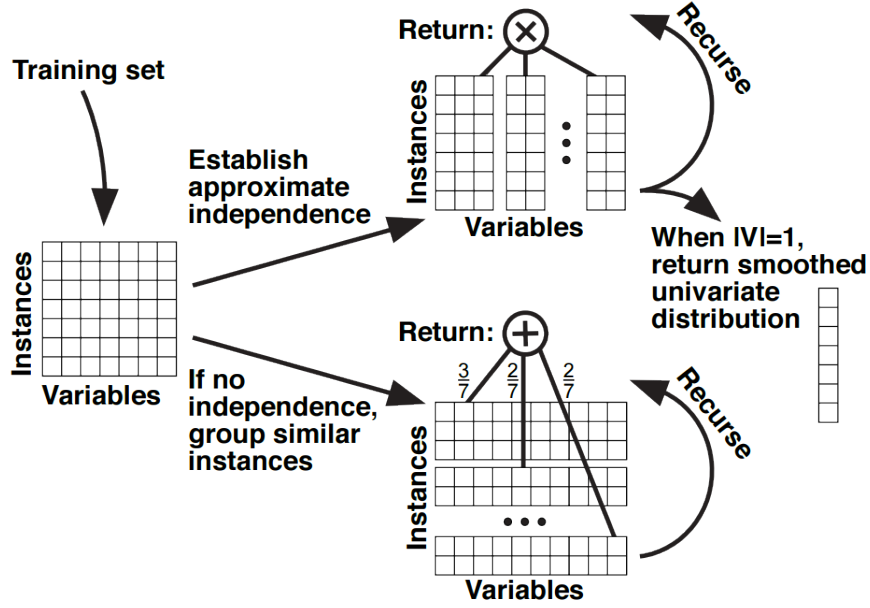 Training set
Instances
Variables
Establish
approximate
independence
Return:
×
Instances
Variables
Recurse
When |V|=1,
return smoothed
univariate
distribution
If no
independence,
group similar
instances
Return:
+
3/7
2/7
2/7
Instances
Variables
Recurse